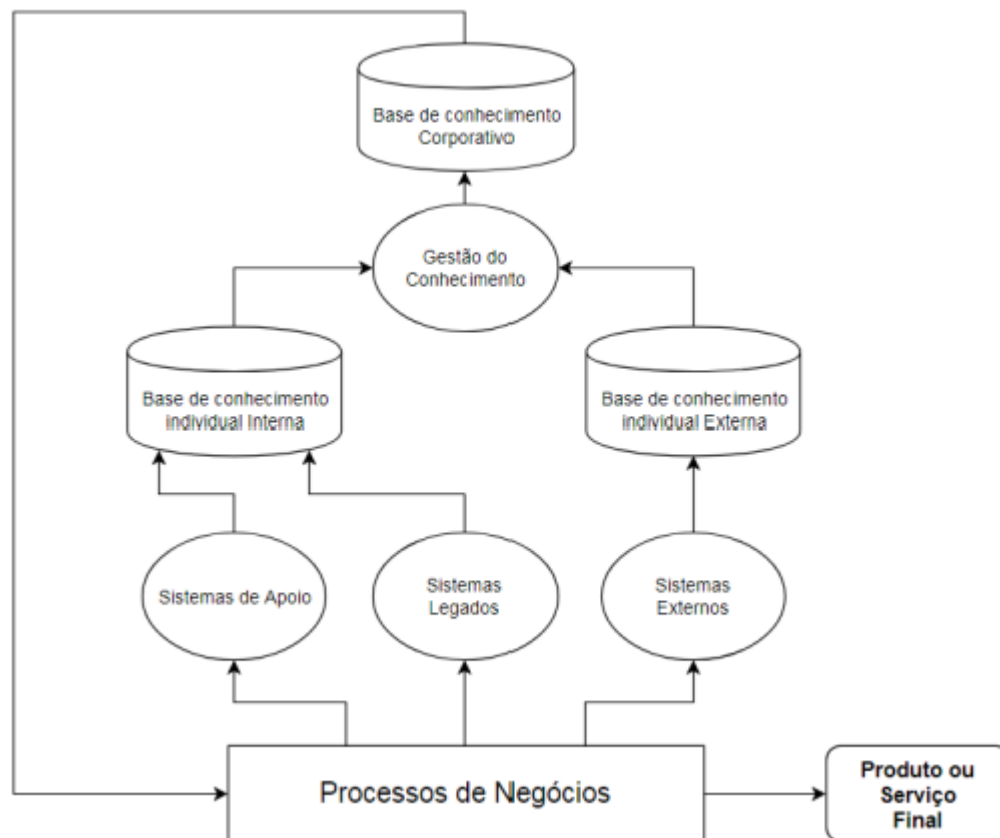 Base de conhecimento
Corporativo
Gestão do
Conhecimento
Base de conhecimento
individual Interna
Base de conhecimento
individual Externa
Sistemas de Apoio
Sistemas
Legados
Sistemas
Externos
Processos de Negócios
Produto ou
Serviço
Final